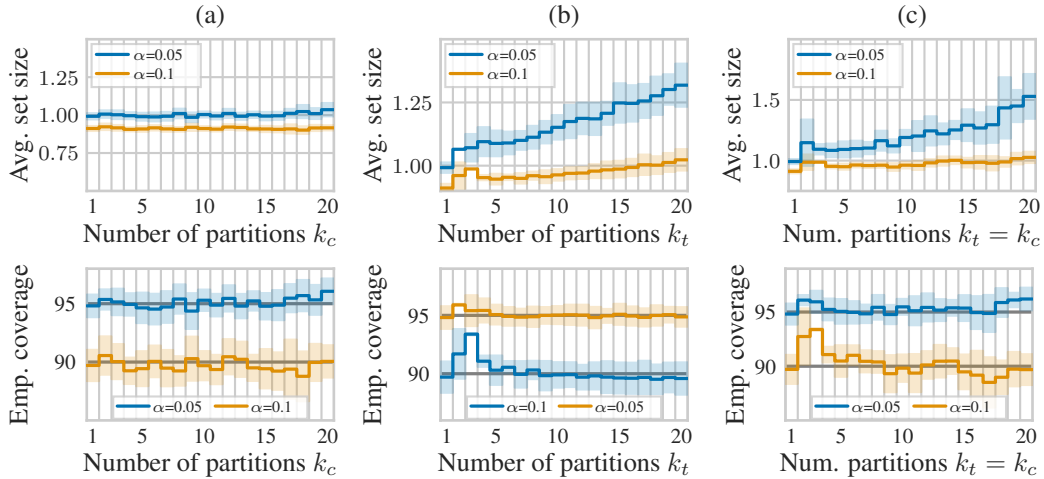 (a)
Avg. set size
1.25
1.00
0.75
α=0.05
α=0.1
1 5 10 15 20
Number of partitions k_c
(b)
Avg. set size
1.25
1.00
α=0.05
α=0.1
1 5 10 15 20
Number of partitions k_t
(c)
Avg. set size
1.5
1.0
α=0.05
α=0.1
1 5 10 15 20
Num. partitions k_t = k_c
Emp. coverage
95
90
α=0.05 α=0.1
1 5 10 15 20
Number of partitions k_c
Emp. coverage
95
90
α=0.1 α=0.05
1 5 10 15 20
Number of partitions k_t
Emp. coverage
95
90
α=0.05 α=0.1
1 5 10 15 20
Num. partitions k_t = k_c